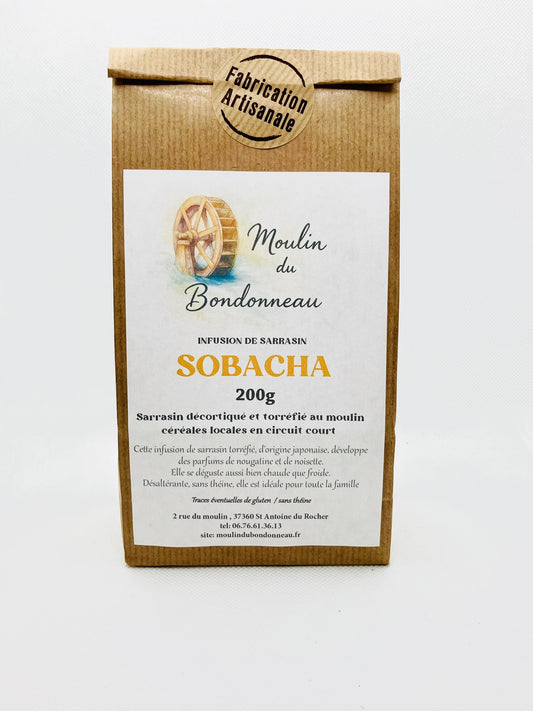 Fabrication
Artisanale
Moulin
du
Bondonneau
INFUSION DE SARRASIN
SOBACHA
200g
Sarrasin décortiqué et torréfié au moulin
céréales locales en circuit court
Cette infusion de sarrasin torréfié, d'origine japonaise, développe
des parfums de nougatine et de noisette.
Elle se déguste aussi bien chaude que froide.
Désaltérante, sans théine, elle est idéale pour toute la famille
Traces éventuelles de gluten / sans théine
2 rue du moulin , 37360 St Antoine du Rocher
tel: 06.76.61.36.13
site: moulindubondonneau.fr